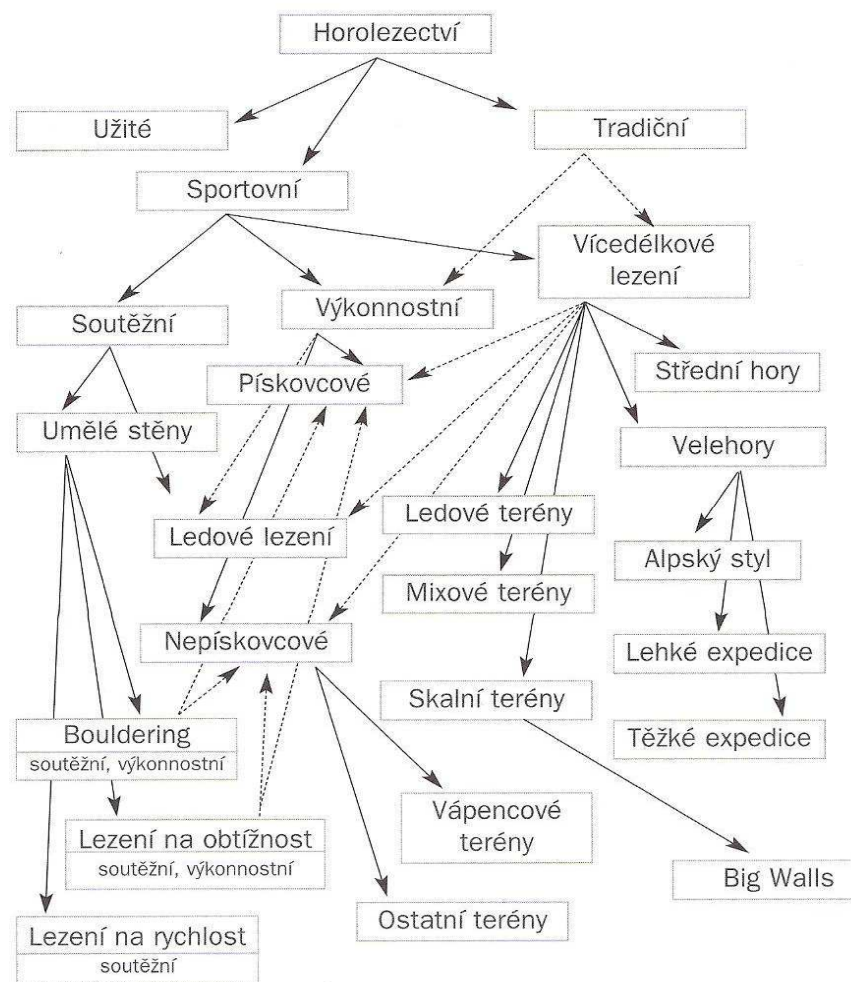 Horolezectví
Užité
Tradiční
Sportovní
Vícedélkové
lezení
Výkonnostní
Soutěžní
Střední hory
Pískovcové
Umělé stěny
Velehory
Ledové terény
Ledové lezení
Alpský styl
Mixové terény
Nepískovcové
Lehké expedice
Skalní terény
Bouldering
soutěžní, výkonnostní
Těžké expedice
Vápencové
terény
Lezení na obtížnost
soutěžní, výkonnostní
Big Walls
Ostatní terény
Lezení na rychlost
soutěžní